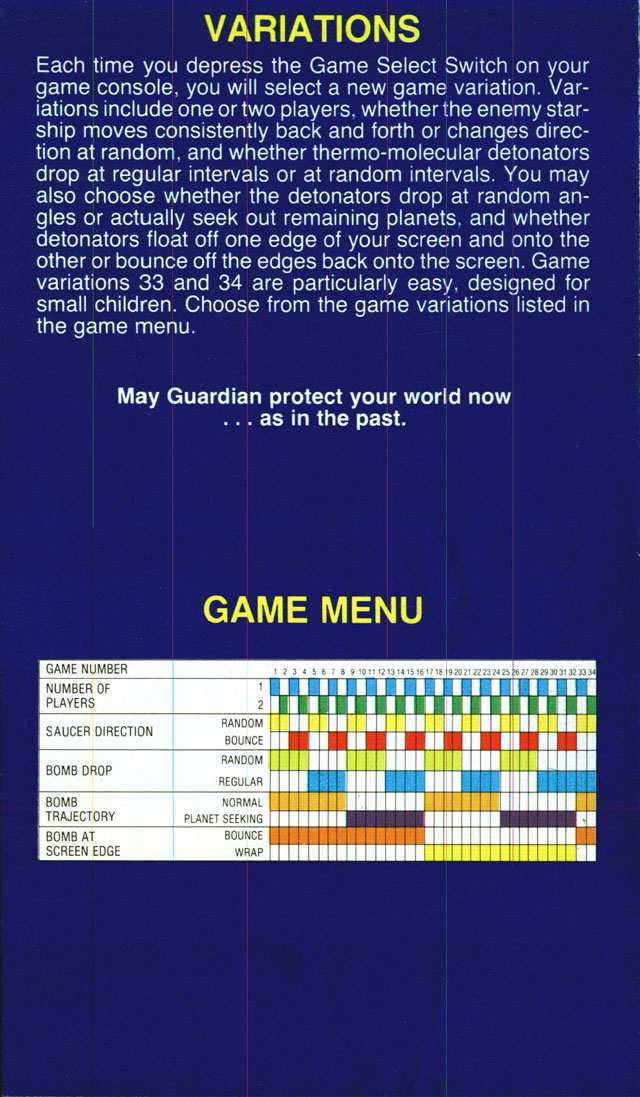 VARIATIONS
Each time you depress the Game Select Switch on your
game console, you will select a new game variation. Var-
iations include one or two players, whether the enemy star-
ship moves consistently back and forth or changes direc-
tion at random, and whether thermo-molecular detonators
drop at regular intervals or at random intervals. You may
also choose whether the detonators drop at random an-
gles or actually seek out remaining planets, and whether
detonators float off one edge of your screen and onto the
other or bounce off the edges back onto the screen. Game
variations 33 and 34 are particularly easy, designed for
small children. Choose from the game variations listed in
the game menu.
May Guardian protect your world now
. . . as in the past.
GAME MENU
GAME NUMBER 1 2 3 4 5 6 7 8 9 10 11 12 13 14 15 16 17 18 19 20 21 22 23 24 25 26 27 28 29 30 31 32 33 34
NUMBER OF
PLAYERS
1
2
SAUCER DIRECTION
RANDOM
BOUNCE
BOMB DROP
RANDOM
REGULAR
BOMB
TRAJECTORY
NORMAL
PLANET SEEKING
BOMB AT
SCREEN EDGE
BOUNCE
WRAP